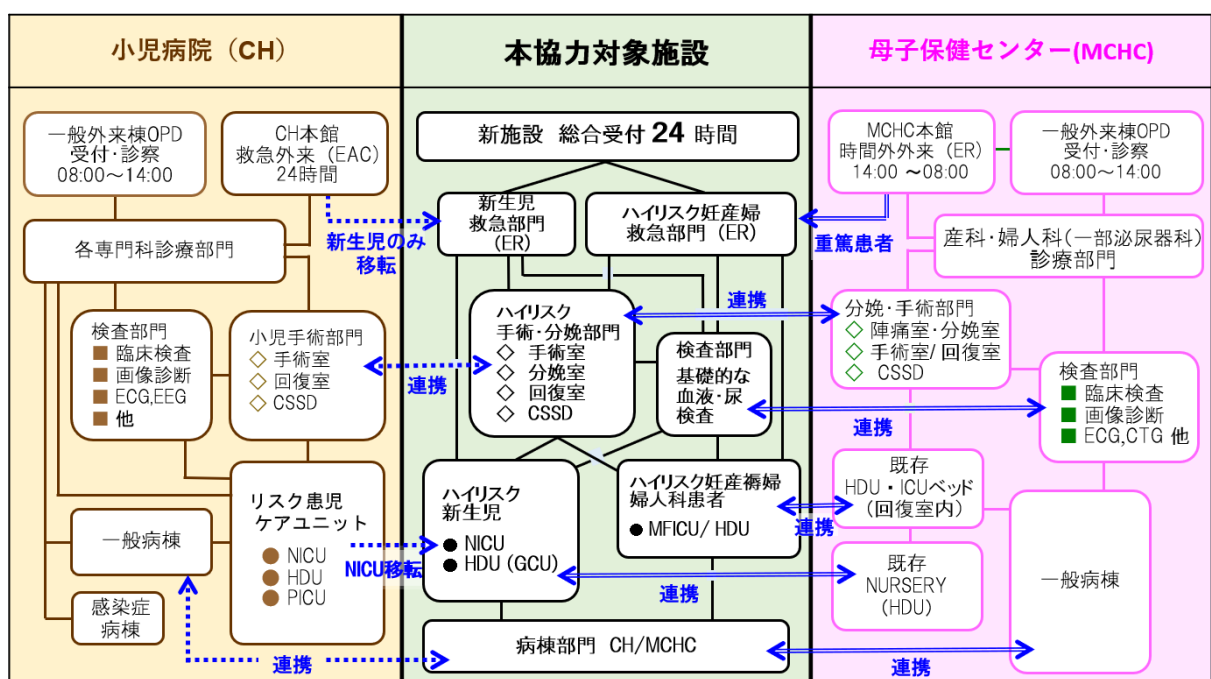 小児病院（CH）
一般外来棟OPD
受付・診察
08:00～14:00
CH本館
救急外来（EAC）
24時間
各専門科診療部門
検査部門
■ 臨床検査
■ 画像診断
■ ECG,EEG
■ 他
小児手術部門
◇ 手術室
◇ 回復室
◇ CSSD
リスク患児
ケアユニット
● NICU
● HDU
● PICU
一般病棟
感染症
病棟
新生児のみ
移転
連携
NICU移転
連携
本協力対象施設
新施設 総合受付 24 時間
新生児
救急部門
(ER)
ハイリスク妊産婦
救急部門（ER）
ハイリスク
手術・分娩部門
◇ 手術室
◇ 分娩室
◇ 回復室
◇ CSSD
検査部門
基礎的な
血液・尿
検査
ハイリスク
新生児
● NICU
● HDU (GCU)
ハイリスク妊産褥婦
婦人科患者
● MFICU/ HDU
病棟部門 CH/MCHC
重篤患者
連携
連携
連携
連携
連携
母子保健センター(MCHC)
MCHC本館
時間外外来（ER）
14:00 ～08:00
一般外来棟OPD
受付・診察
08:00～14:00
産科・婦人科(一部泌尿器科)
診療部門
分娩・手術部門
◇ 陣痛室・分娩室
◇ 手術室/ 回復室
◇ CSSD
検査部門
■ 臨床検査
■ 画像診断
■ ECG,CTG 他
既存
HDU・ICUベッド
(回復室内)
既存
NURSERY
(HDU)
一般病棟